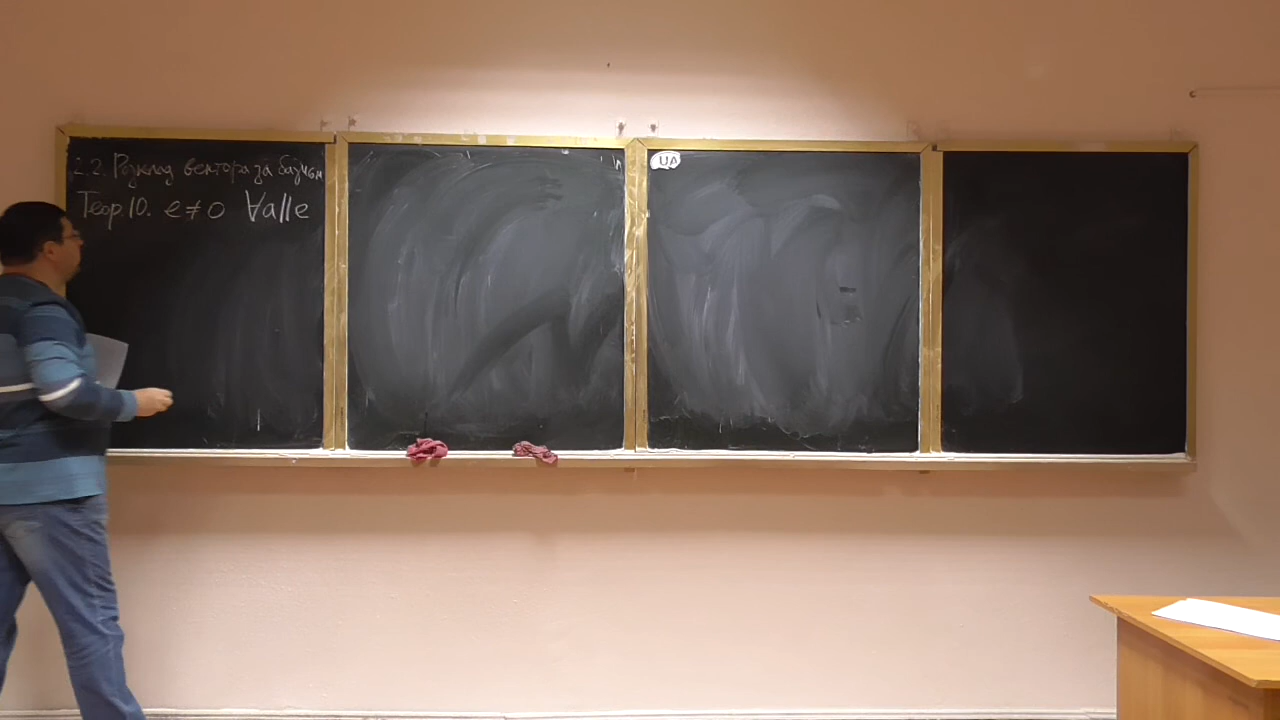 2.2. Розклад вектора за базисом
Теор. 10. e ≠ 0 ∀a||e
UA